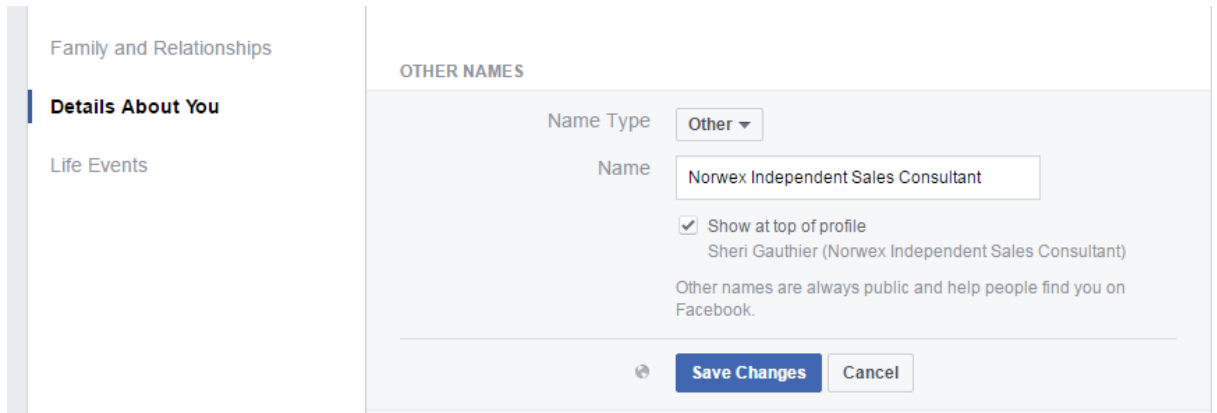 Family and Relationships
Details About You
Life Events
OTHER NAMES
Name Type Other
Name Norwex Independent Sales Consultant
Show at top of profile
Sheri Gauthier (Norwex Independent Sales Consultant)
Other names are always public and help people find you on
Facebook.
Save Changes Cancel